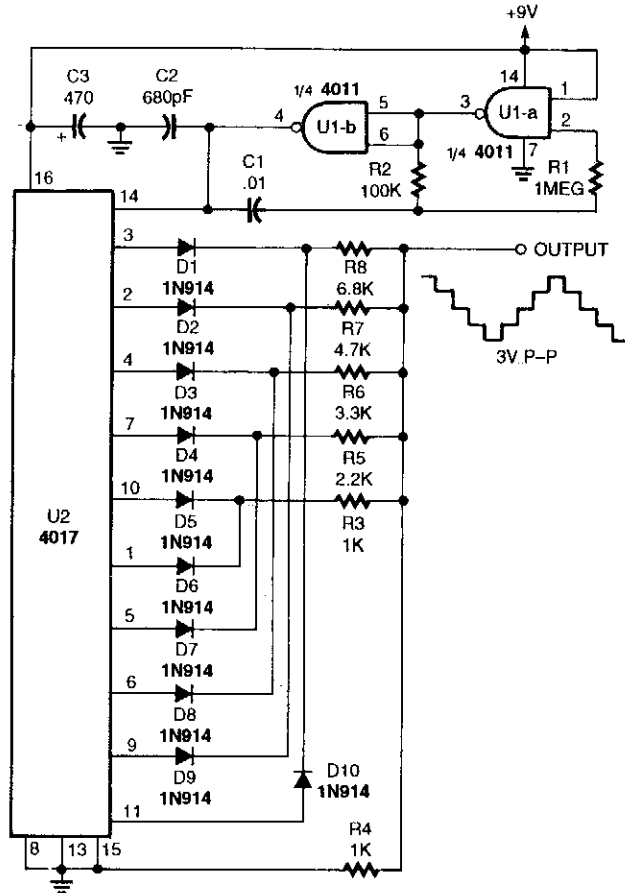 +9V
C3
470
C2
680pF
1/4 4011
4
U1-b
5
6
3
14
U1-a
1
2
1/4 4011
7
R1
1MEG
R2
100K
C1
.01
+
16
14
3
D1
1N914
2
D2
1N914
4
D3
1N914
7
D4
1N914
10
D5
1N914
1
D6
1N914
5
D7
1N914
6
D8
1N914
9
D9
1N914
11
D10
1N914
U2
4017
8
13
15
R8
6.8K
R7
4.7K
R6
3.3K
R5
2.2K
R3
1K
R4
1K
OUTPUT
3V P-P